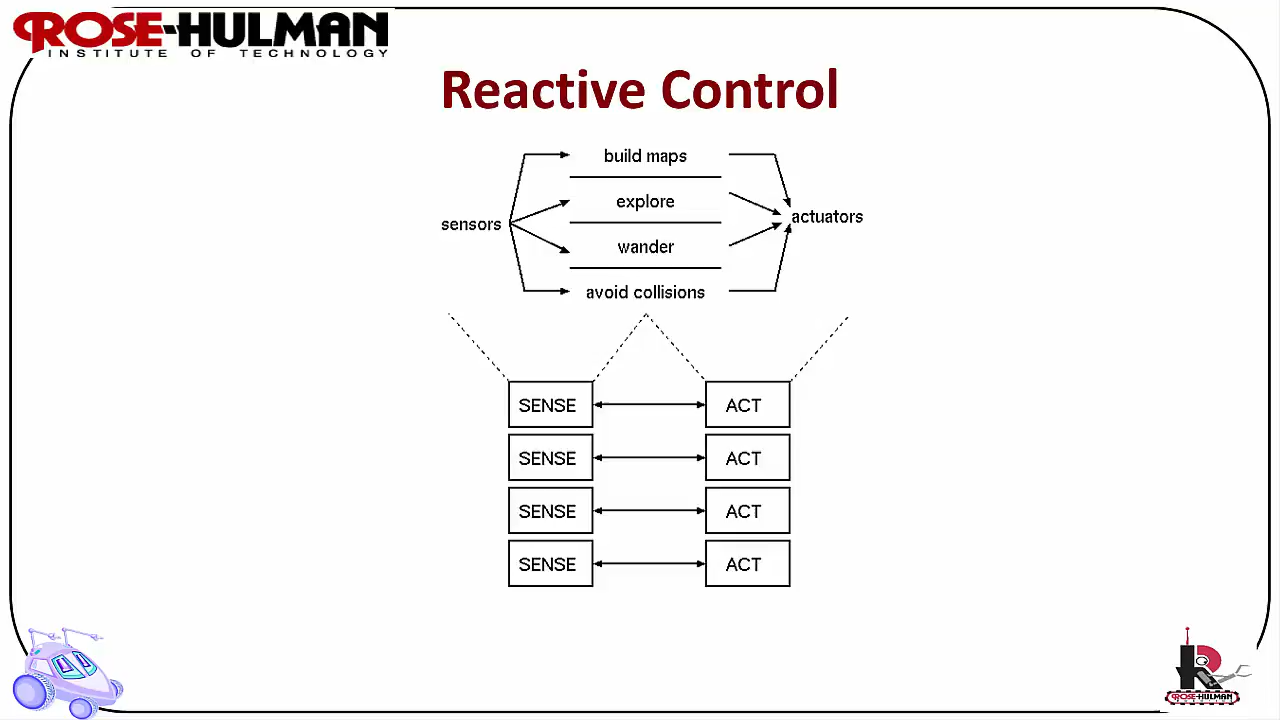 ROSE-HULMAN
INSTITUTE OF TECHNOLOGY
Reactive Control
build maps
explore
sensors
actuators
wander
avoid collisions
SENSE ACT
SENSE ACT
SENSE ACT
SENSE ACT
R
ROSE-HULMAN